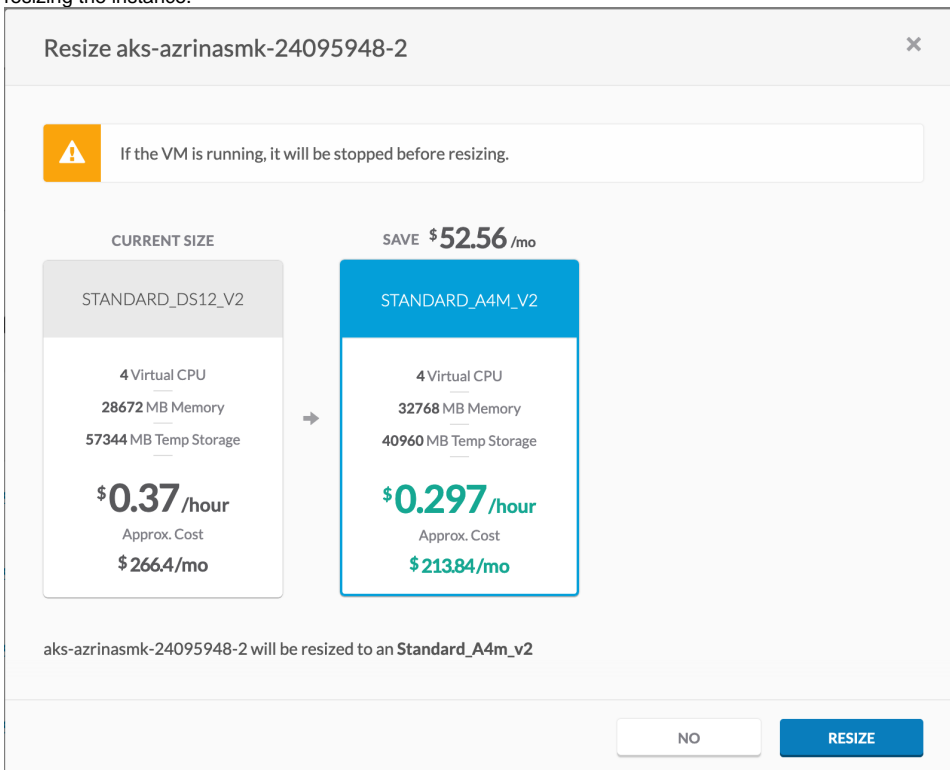 resizing the instance.
Resize aks-azrinasmk-24095948-2
×
If the VM is running, it will be stopped before resizing.
CURRENT SIZE
STANDARD_DS12_V2
4 Virtual CPU
28672 MB Memory
57344 MB Temp Storage
$0.37/hour
Approx. Cost
$266.4/mo
SAVE $52.56 /mo
STANDARD_A4M_V2
4 Virtual CPU
32768 MB Memory
40960 MB Temp Storage
$0.297/hour
Approx. Cost
$213.84/mo
aks-azrinasmk-24095948-2 will be resized to an Standard_A4m_v2
NO
RESIZE